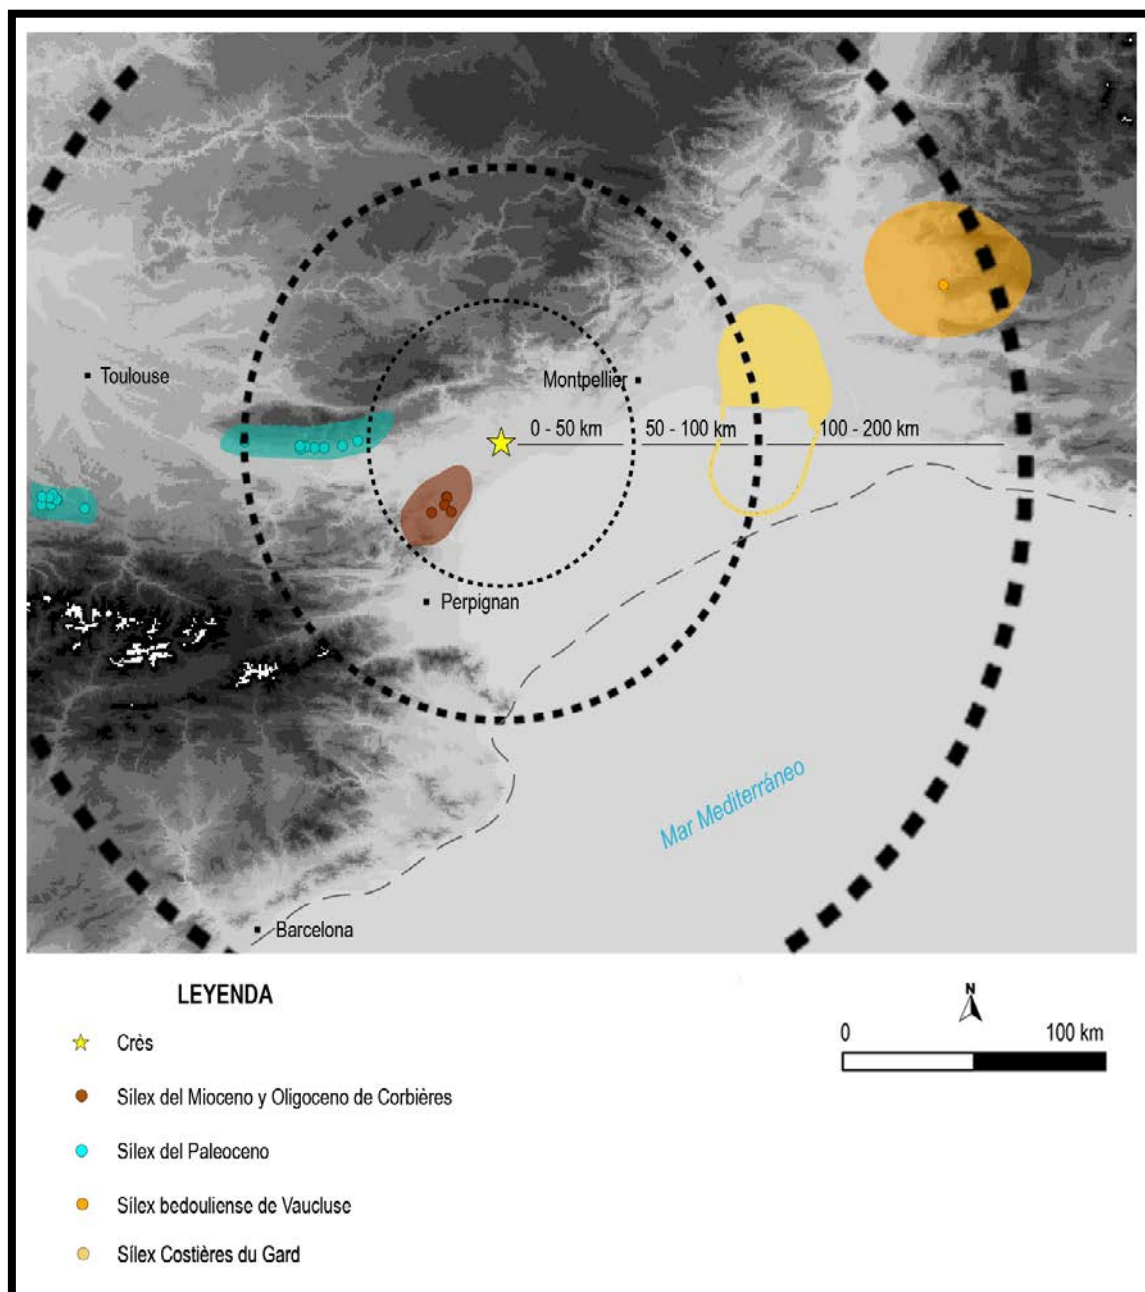 Toulouse
Montpellier
0 - 50 km
50 - 100 km
100 - 200 km
Perpignan
Mar Mediterráneo
Barcelona
LEYENDA
Crès
Sílex del Mioceno y Oligoceno de Corbières
Sílex del Paleoceno
Sílex bedouliense de Vaucluse
Sílex Costières du Gard
N
0
100 km